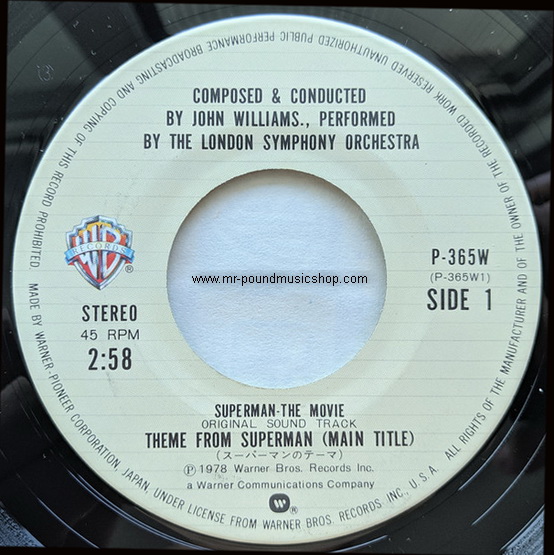 COMPOSED & CONDUCTED
BY JOHN WILLIAMS., PERFORMED
BY THE LONDON SYMPHONY ORCHESTRA
WB
RECORDS
®
STEREO
45 RPM
2:58
www.mr-poundmusicshop.com
P-365W
(P-365W1)
SIDE 1
SUPERMAN-THE MOVIE
ORIGINAL SOUND TRACK
THEME FROM SUPERMAN (MAIN TITLE)
(スーパーマンのテーマ)
Ⓟ 1978 Warner Bros. Records Inc.
a Warner Communications Company
W ®
MADE BY WARNER-PIONEER CORPORATION, JAPAN, UNDER LICENSE FROM WARNER BROS. RECORDS INC., U.S.A. ALL RIGHTS OF THE MANUFACTURER AND OF THE OWNER OF THE RECORDED WORK RESERVED UNAUTHORIZED PUBLIC PERFORMANCE BROADCASTING AND COPYING OF THIS RECORD PROHIBITED